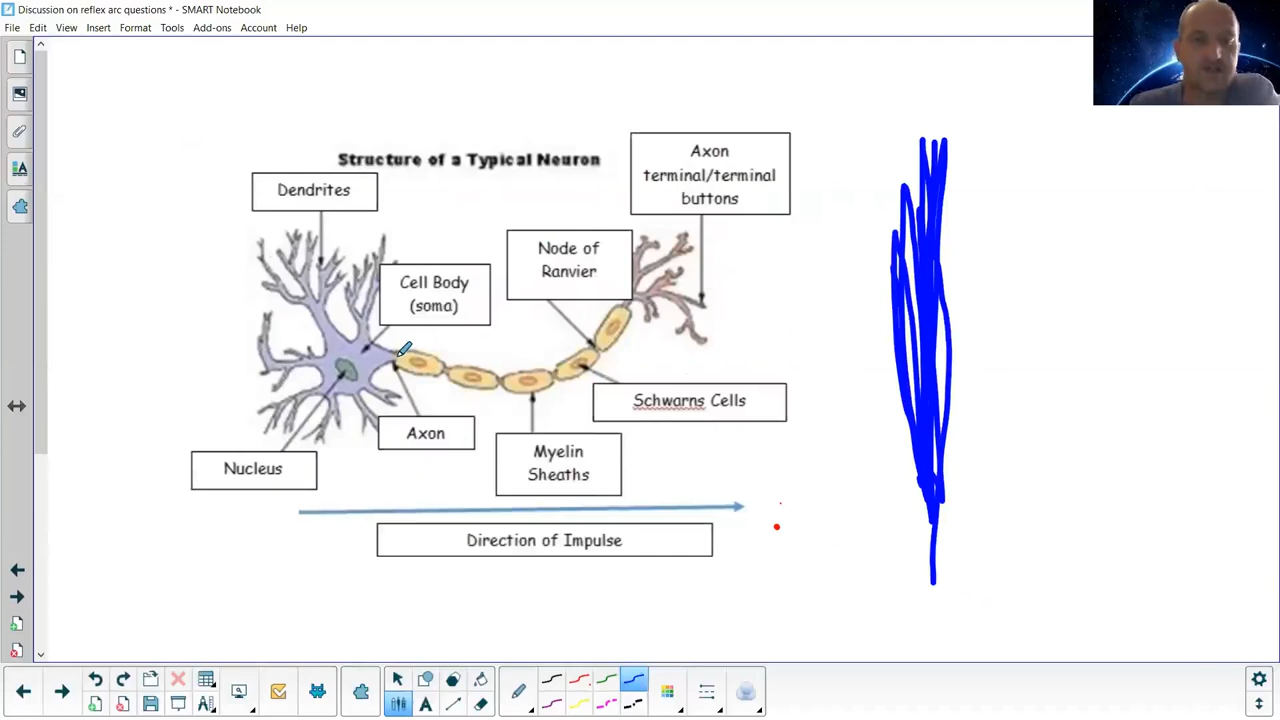 Discussion on reflex arc questions * - SMART Notebook
File Edit View Insert Format Tools Add-ons Account Help
Structure of a Typical Neuron
Axon
terminal/terminal
buttons
Dendrites
Node of
Ranvier
Cell Body
(soma)
Schwarns Cells
Axon
Myelin
Sheaths
Nucleus
Direction of Impulse